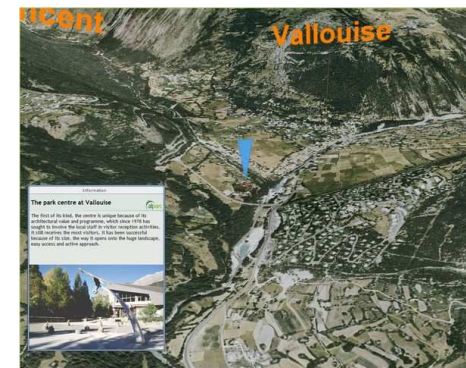 icent
Vallouise
Information
The park centre at Vallouise
alparc
The first of its kind, the centre is unique because of its
architectural value and programme, which since 1978 has
sought to involve the local staff in visitor reception activities.
It still receives the most visitors. It has been successful
because of its size, the way it opens onto the huge landscape,
easy access and active approach.